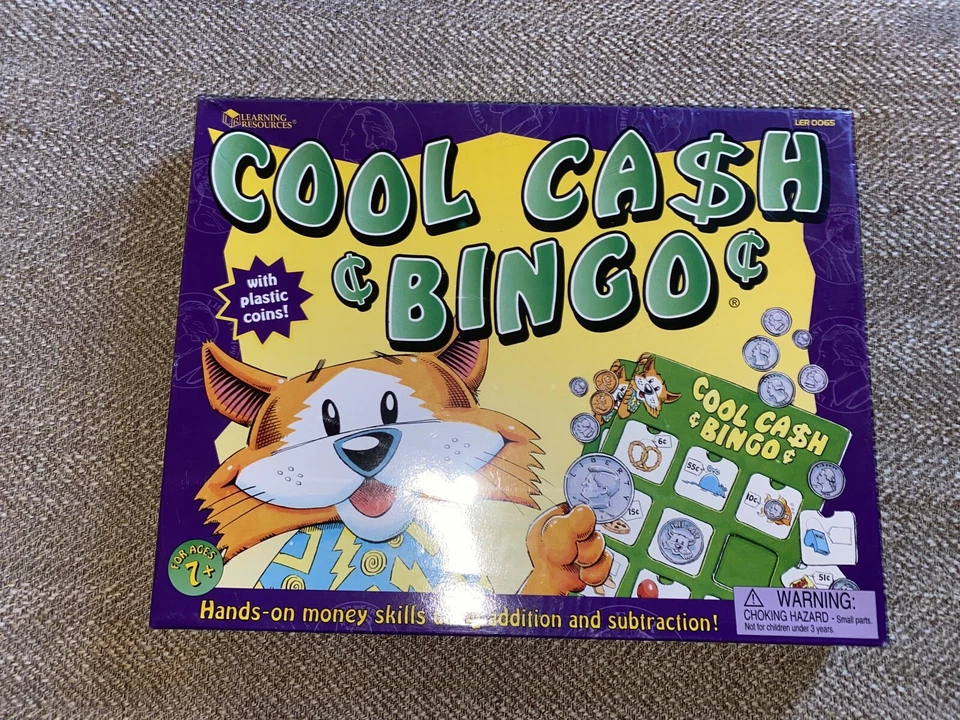 LEARNING
RESOURCES®
LER 0065
COOL CA$H
¢BINGO¢
®
with
plastic
coins!
COOL CA$H
¢BINGO¢
6¢
55¢
10¢
15¢
51¢
LIBER
FOR AGES
7+
Hands-on money skills addition and subtraction!
WARNING:
CHOKING HAZARD - Small parts.
Not for children under 3 years.